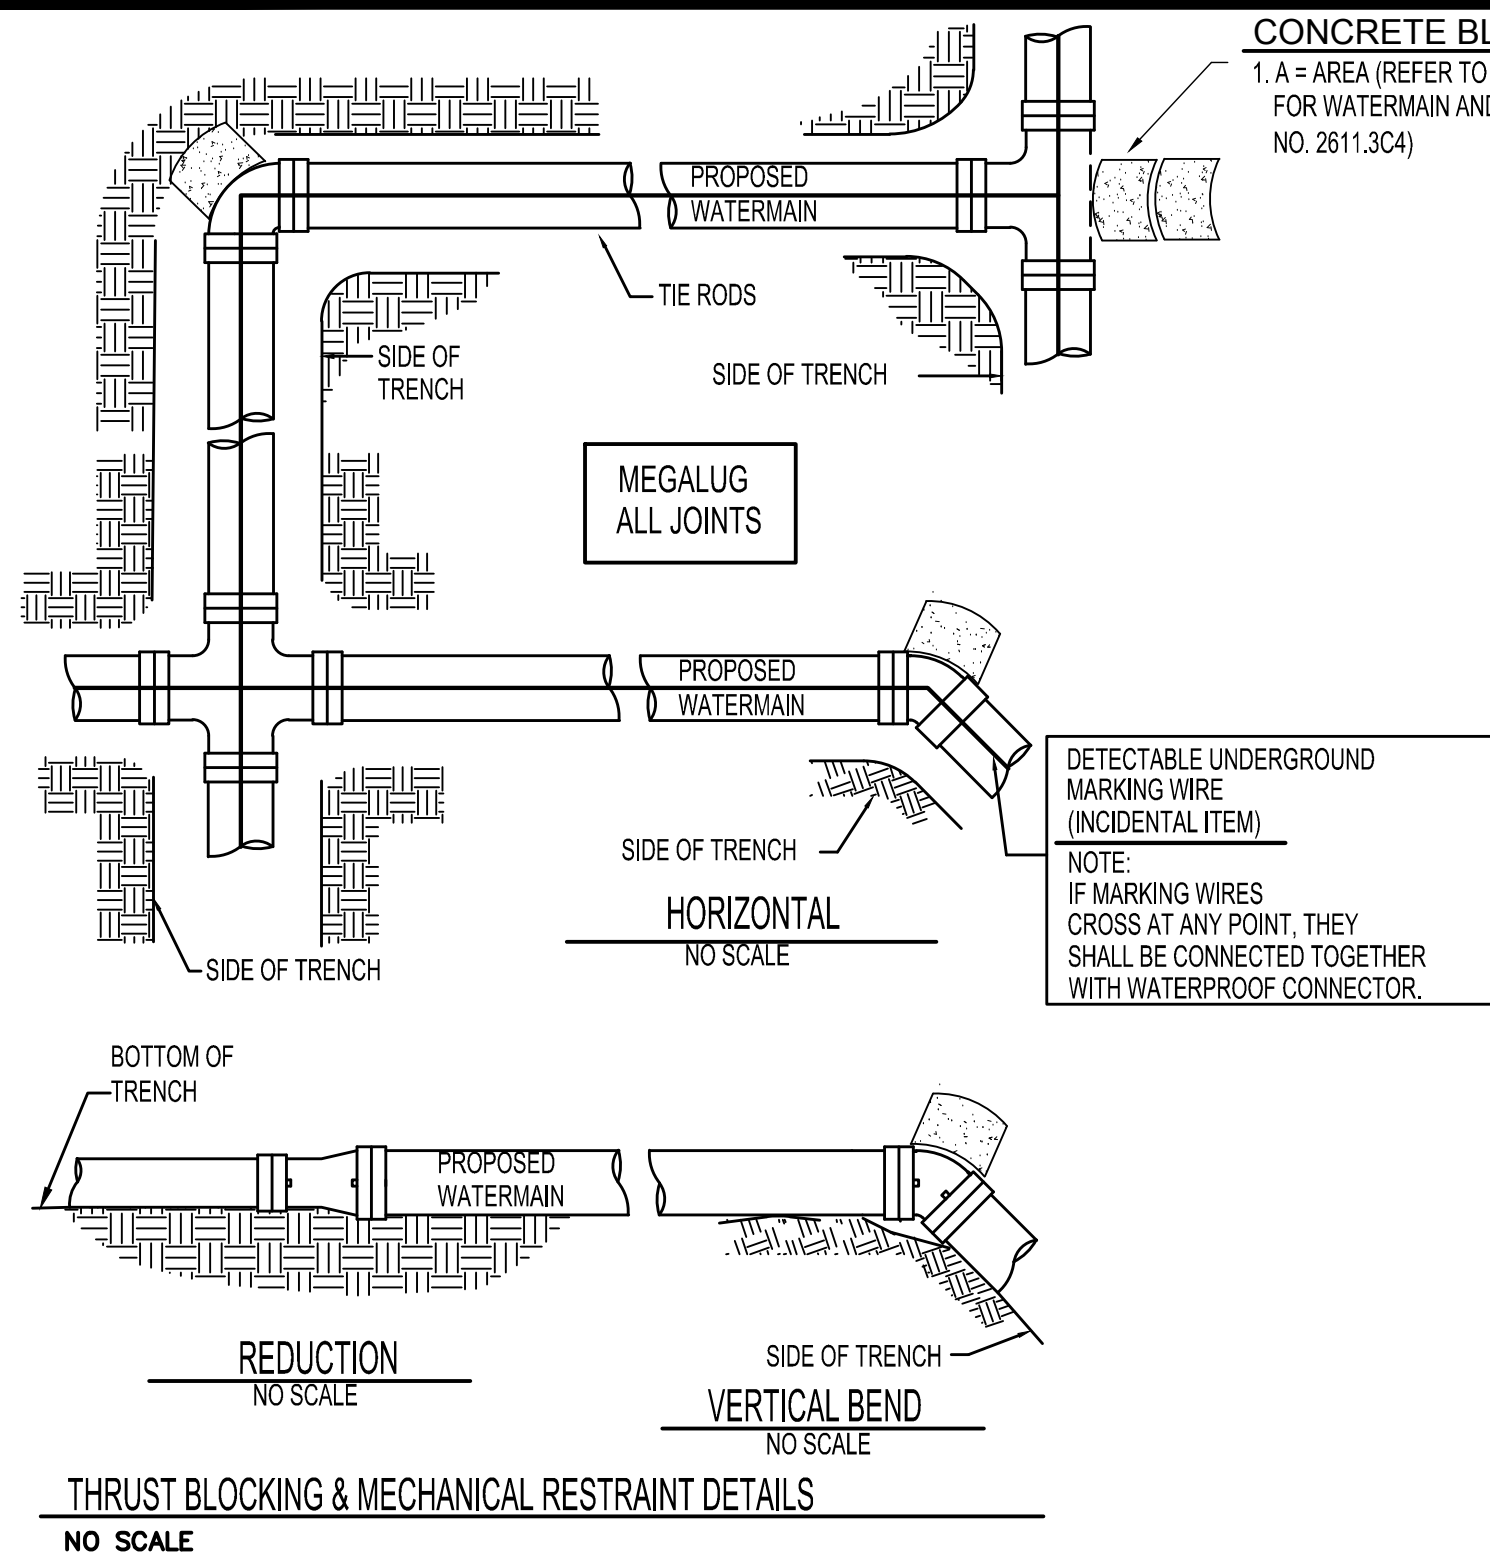 CONCRETE
1. A = AREA (REFER TO
FOR WATERMAIN
NO. 2611.3C4)
PROPOSED
WATERMAIN
TIE RODS
SIDE OF
TRENCH
SIDE OF TRENCH
MEGALUG
ALL JOINTS
PROPOSED
WATERMAIN
DETECTABLE UNDERGROUND
MARKING WIRE
(INCIDENTAL ITEM)
NOTE:
IF MARKING WIRES
CROSS AT ANY POINT, THEY
SHALL BE CONNECTED TOGETHER
WITH WATERPROOF CONNECTOR.
SIDE OF TRENCH
HORIZONTAL
NO SCALE
SIDE OF TRENCH
BOTTOM OF
TRENCH
PROPOSED
WATERMAIN
REDUCTION
NO SCALE
SIDE OF TRENCH
VERTICAL BEND
NO SCALE
THRUST BLOCKING & MECHANICAL RESTRAINT DETAILS
NO SCALE